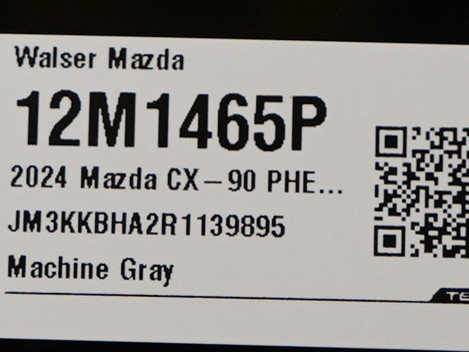 Walser Mazda
12M1465P
2024 Mazda CX-90 PHE...
JM3KKBHA2R1139895
Machine Gray